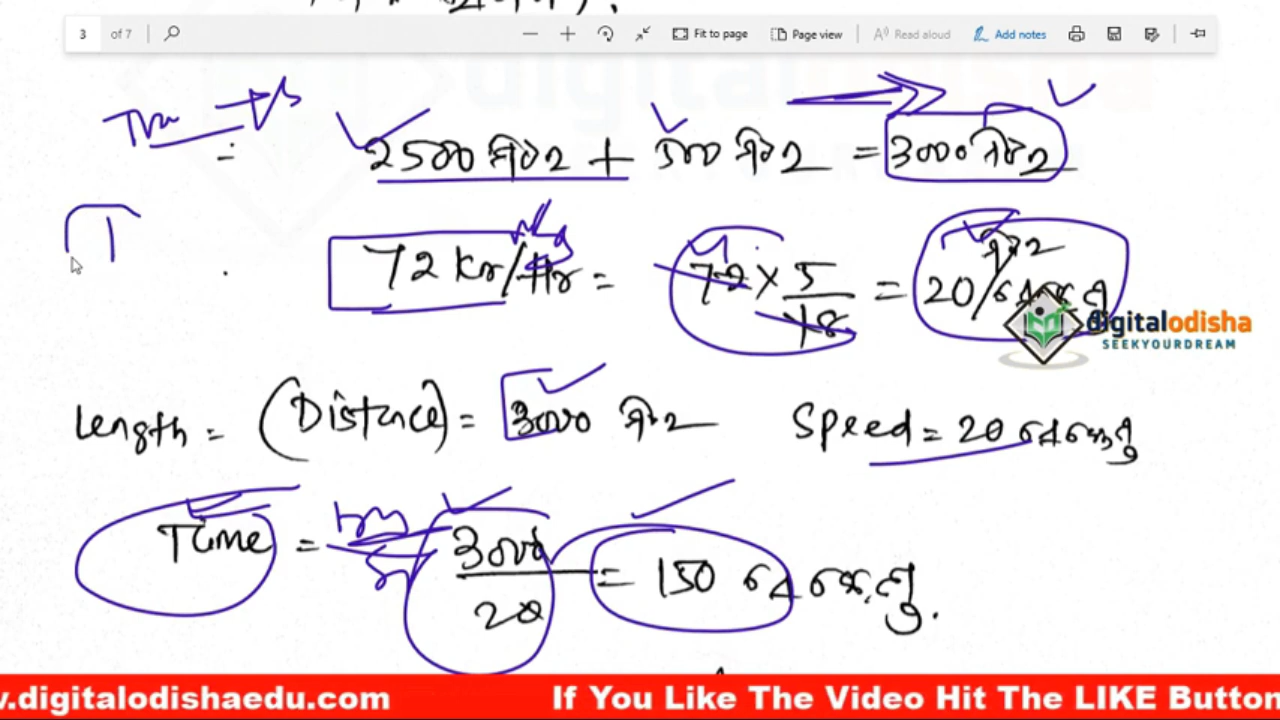 3 of 7 Fit to page Page view Read aloud Add notes
= 2500 ମିଟର + 500 ମିଟର = 3000 ମିଟର
72 Km/Hr = 72 × 5/18 = 20 ମିଟର/ସେକେଣ୍ଡ
digitalodisha
SEEKYOURDREAM
Length = (Distance) = 3000 ମିଟର Speed = 20 ସେକେଣ୍ଡ
Time = 3000/20 = 150 ସେକେଣ୍ଡ.
v.digitalodishaedu.com If You Like The Video Hit The LIKE Button